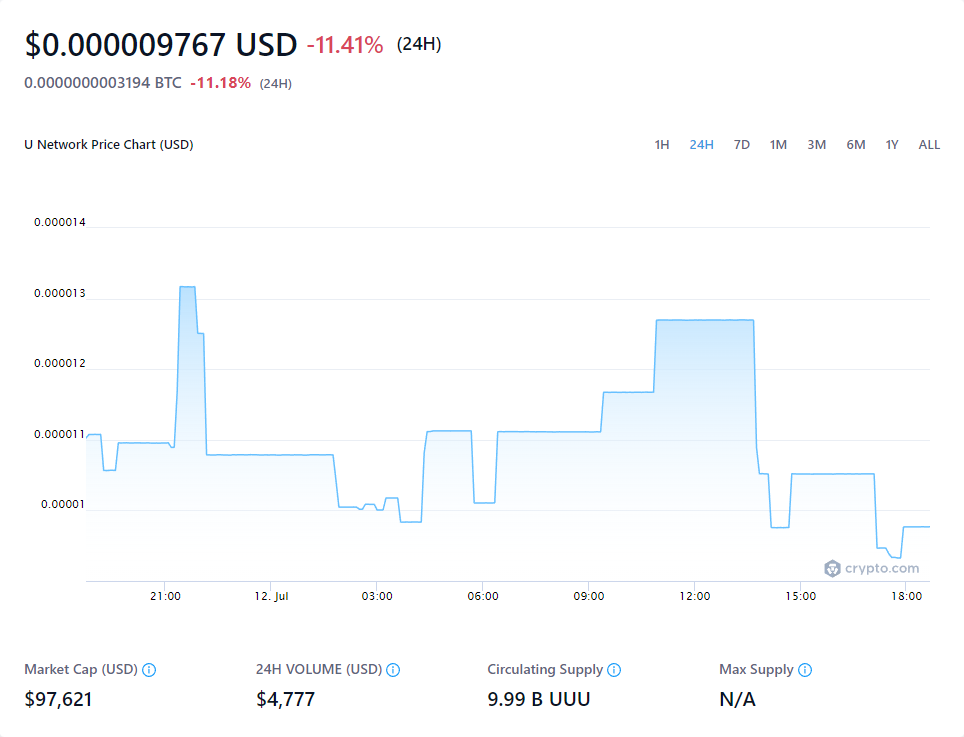 $0.000009767 USD -11.41% (24H)
0.0000000003194 BTC -11.18% (24H)
U Network Price Chart (USD) 1H 24H 7D 1M 3M 6M 1Y ALL
0.000014
0.000013
0.000012
0.000011
0.00001
crypto.com
21:00 12. Jul 03:00 06:00 09:00 12:00 15:00 18:00
Market Cap (USD) 24H VOLUME (USD) Circulating Supply Max Supply
$97,621 $4,777 9.99 B UUU N/A